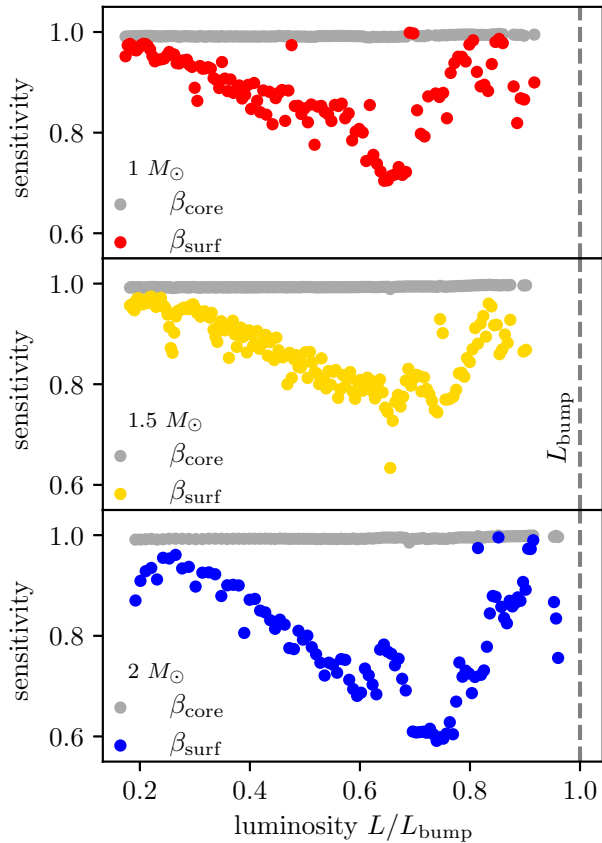 1.0
0.8
0.6
sensitivity
1 M⊙
βcore
βsurf
1.0
0.8
0.6
sensitivity
1.5 M⊙
βcore
βsurf
Lbump
1.0
0.8
0.6
sensitivity
2 M⊙
βcore
βsurf
0.2 0.4 0.6 0.8 1.0
luminosity L/Lbump